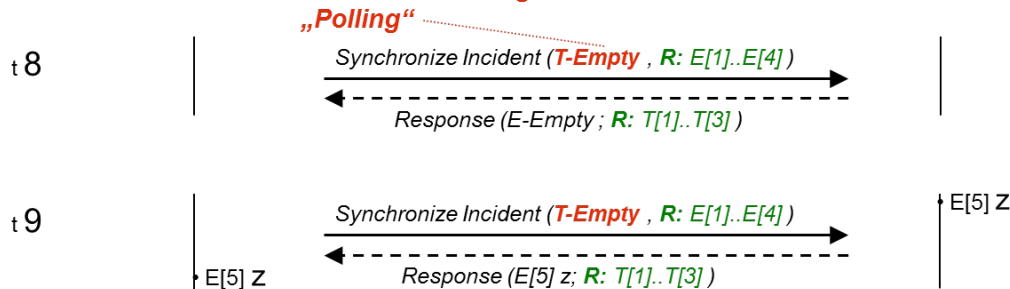 „Polling“
t 8
Synchronize Incident (T-Empty , R: E[1]..E[4] )
Response (E-Empty ; R: T[1]..T[3] )
t 9
Synchronize Incident (T-Empty , R: E[1]..E[4] )
E[5] z
Response (E[5] z; R: T[1]..T[3] )
E[5] z